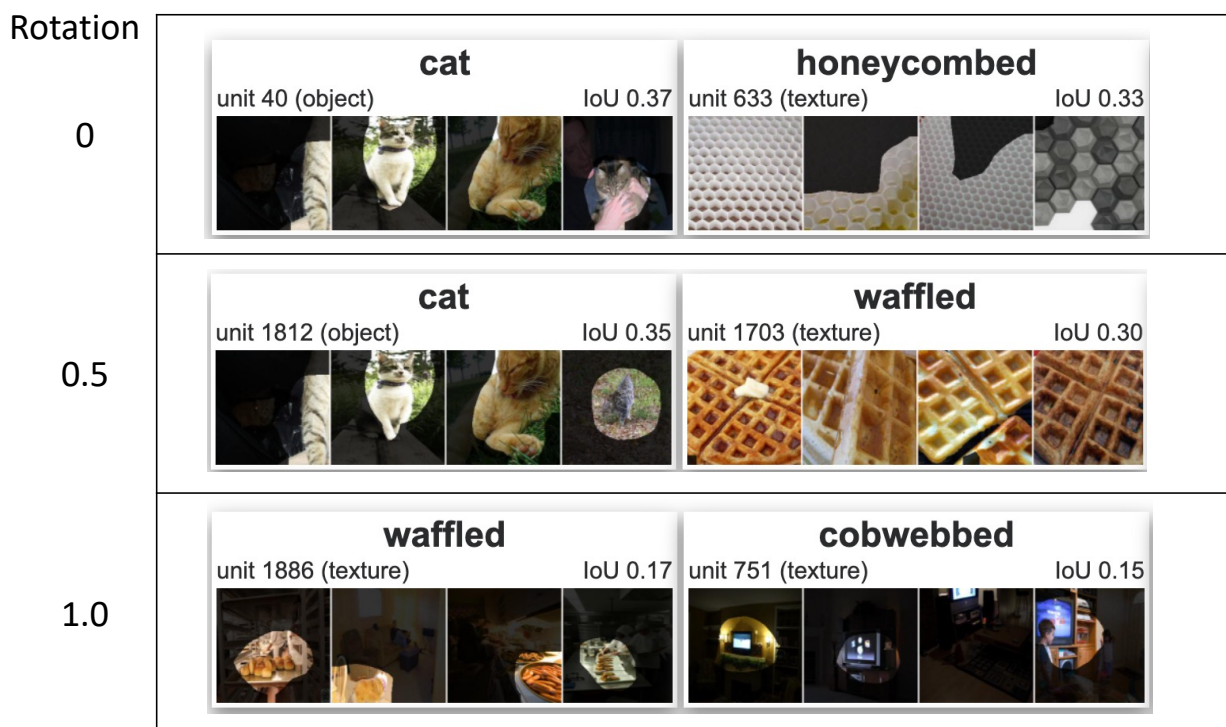 Rotation
0
cat
unit 40 (object) IoU 0.37
honeycombed
unit 633 (texture) IoU 0.33
0.5
cat
unit 1812 (object) IoU 0.35
waffled
unit 1703 (texture) IoU 0.30
1.0
waffled
unit 1886 (texture) IoU 0.17
cobwebbed
unit 751 (texture) IoU 0.15